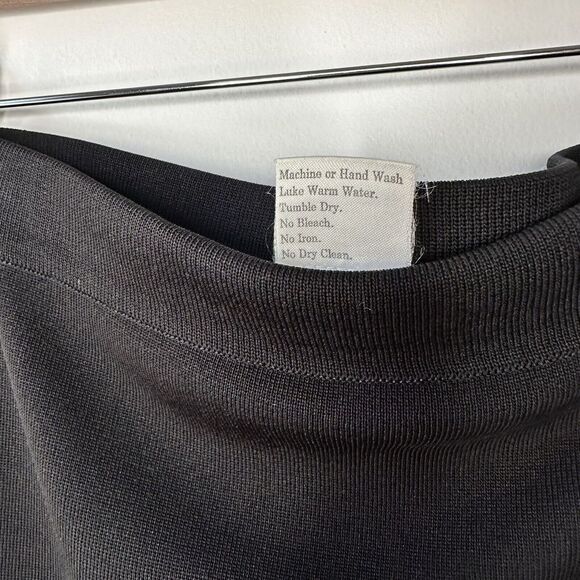 Machine or Hand Wash
Luke Warm Water.
Tumble Dry.
No Bleach.
No Iron.
No Dry Clean.